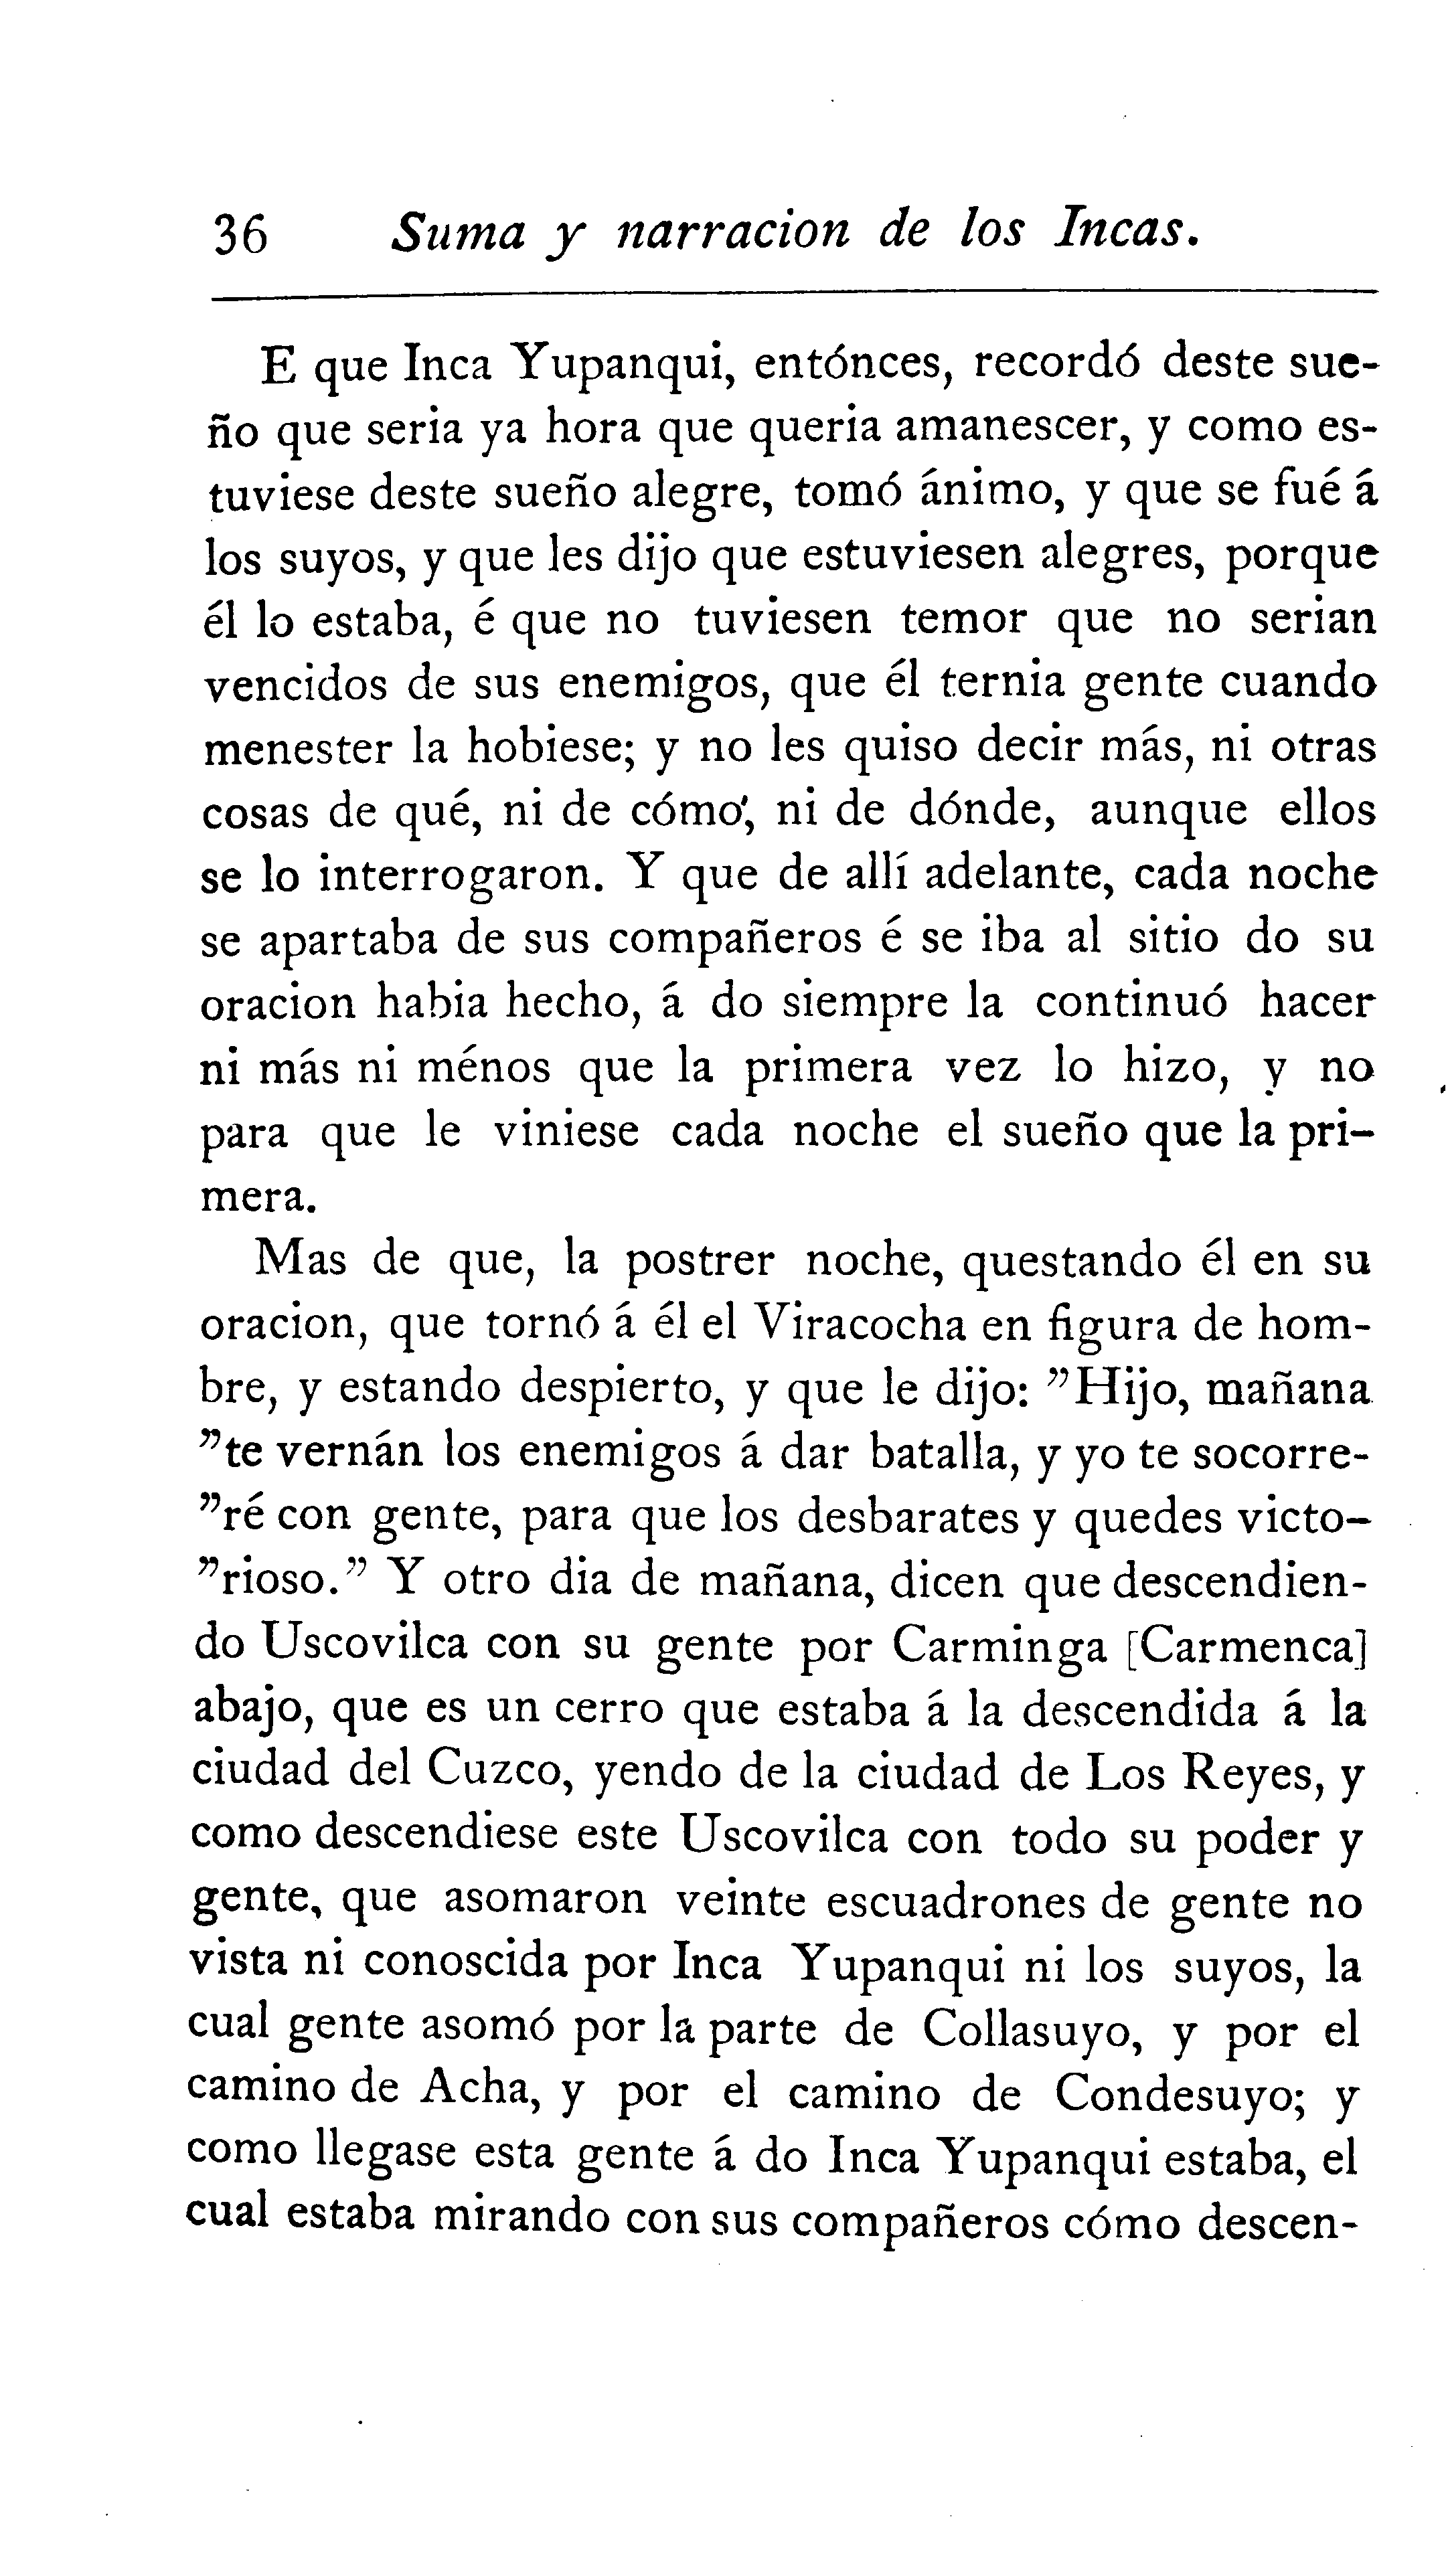 36 Suma y narracion de los Incas.
E que Inca Yupanqui, entónces, recordó deste sue-
ño que seria ya hora que queria amanescer, y como es-
tuviese deste sueño alegre, tomó ánimo, y que se fué á
los suyos, y que les dijo que estuviesen alegres, porque
él lo estaba, é que no tuviesen temor que no serian
vencidos de sus enemigos, que él ternia gente cuando
menester la hobiese; y no les quiso decir más, ni otras
cosas de qué, ni de cómo', ni de dónde, aunque ellos
se lo interrogaron. Y que de allí adelante, cada noche
se apartaba de sus compañeros é se iba al sitio do su
oracion habia hecho, á do siempre la continuó hacer
ni más ni ménos que la primera vez lo hizo, y no
para que le viniese cada noche el sueño que la pri-
mera.
Mas de que, la postrer noche, questando él en su
oracion, que tornó á él el Viracocha en figura de hom-
bre, y estando despierto, y que le dijo: ”Hijo, mañana
”te vernán los enemigos á dar batalla, y yo te socorre-
”ré con gente, para que los desbarates y quedes victo-
”rioso.” Y otro dia de mañana, dicen que descendien-
do Uscovilca con su gente por Carminga [Carmenca]
abajo, que es un cerro que estaba á la descendida á la
ciudad del Cuzco, yendo de la ciudad de Los Reyes, y
como descendiese este Uscovilca con todo su poder y
gente, que asomaron veinte escuadrones de gente no
vista ni conoscida por Inca Yupanqui ni los suyos, la
cual gente asomó por la parte de Collasuyo, y por el
camino de Acha, y por el camino de Condesuyo; y
como llegase esta gente á do Inca Yupanqui estaba, el
cual estaba mirando con sus compañeros cómo descen-